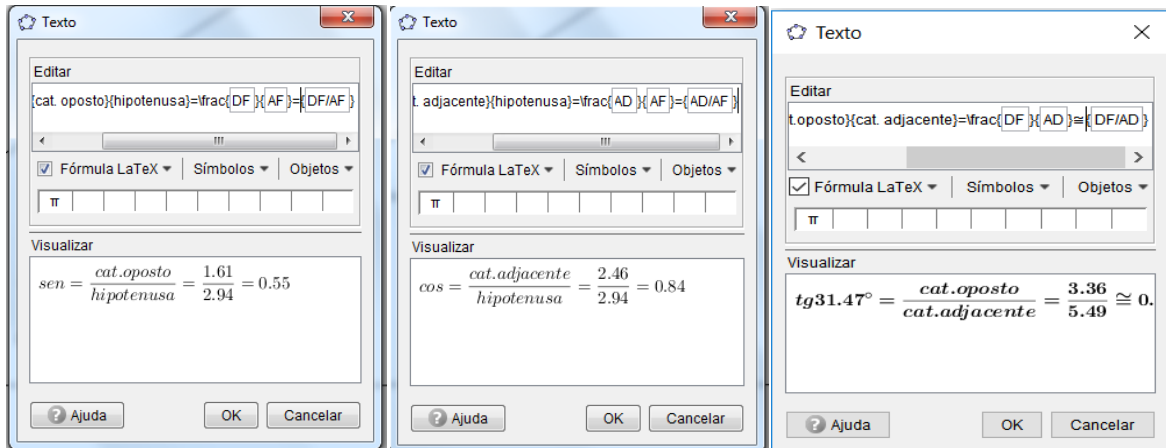 Texto
Editar
{cat. oposto}{hipotenusa}=\frac{DF}{AF}={DF/AF}
Fórmula LaTeX Símbolos Objetos
π
Visualizar
sen = cat.oposto/hipotenusa = 1.61/2.94 = 0.55
Ajuda OK Cancelar
Texto
Editar
t. adjacente}{hipotenusa}=\frac{AD}{AF}={AD/AF}
Fórmula LaTeX Símbolos Objetos
π
Visualizar
cos = cat.adjacente/hipotenusa = 2.46/2.94 = 0.84
Ajuda OK Cancelar
Texto
Editar
t.oposto}{cat. adjacente}=\frac{DF}{AD}≅{DF/AD}
Fórmula LaTeX Símbolos Objetos
π
Visualizar
tg31.47° = cat.oposto/cat.adjacente = 3.36/5.49 ≅ 0.
Ajuda OK Cancelar